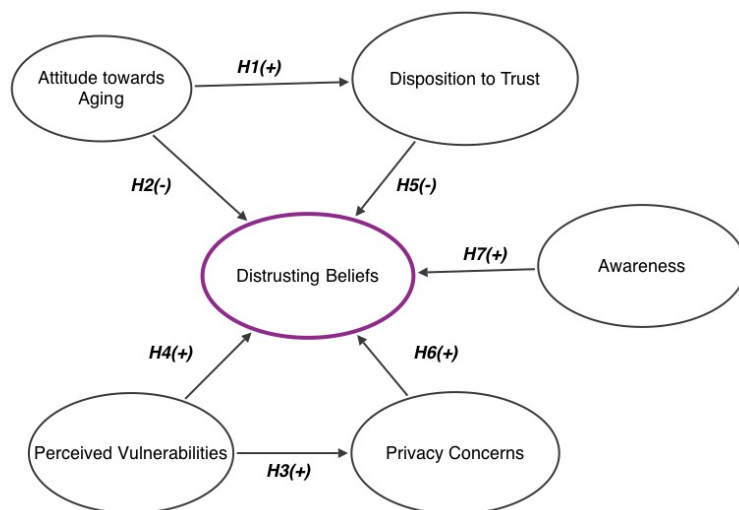 Attitude towards
Aging
H1(+)
Disposition to Trust
H2(-)
H5(-)
Distrusting Beliefs
H7(+)
Awareness
H4(+)
H6(+)
Perceived Vulnerabilities
H3(+)
Privacy Concerns